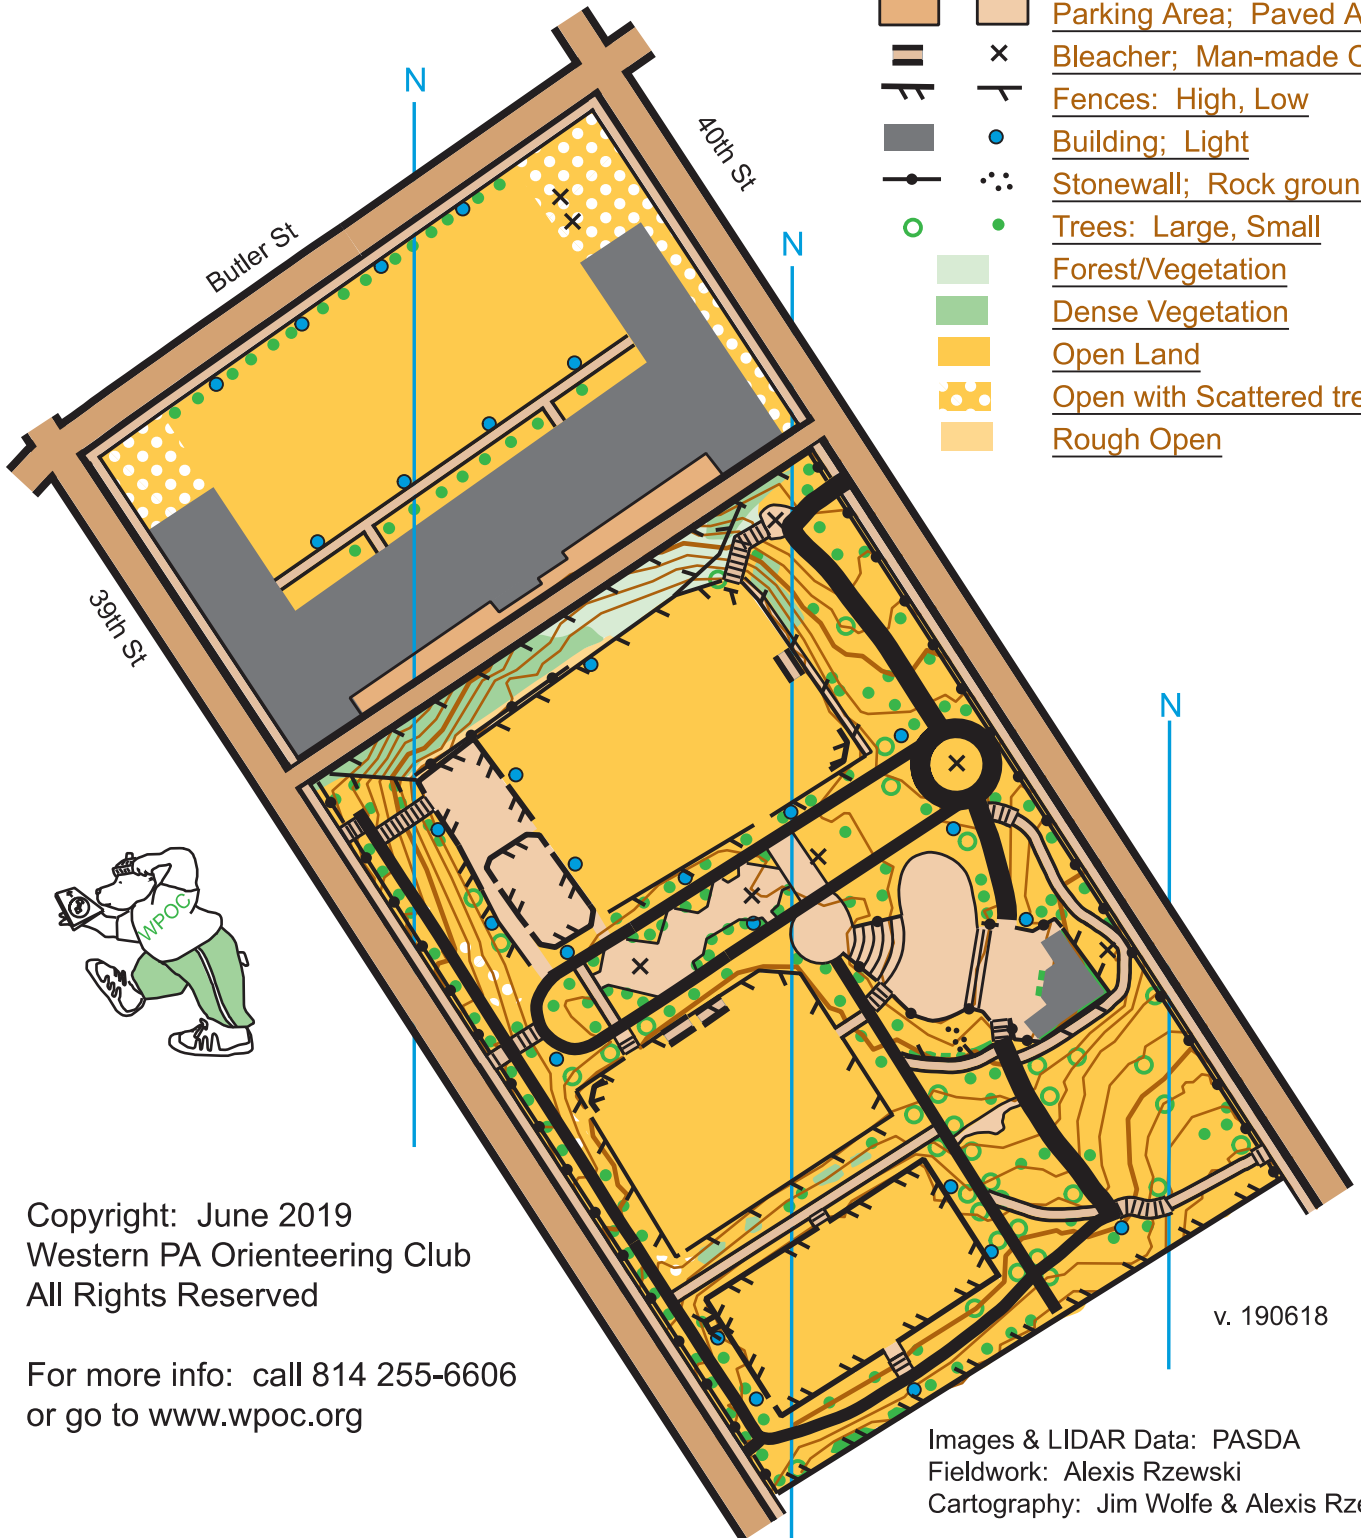 Parking Area; Paved
Bleacher; Man-made
Fences: High, Low
Building; Light
Stonewall; Rock
Trees: Large, Small
Forest/Vegetation
Dense Vegetation
Open Land
Open with Scattered
Rough Open
N
N
N
Butler St
40th St
39th St
WPOC
Copyright: June 2019
Western PA Orienteering Club
All Rights Reserved
For more info: call 814 255-6606
or go to www.wpoc.org
v. 190618
Images & LIDAR Data: PASDA
Fieldwork: Alexis Rzewski
Cartography: Jim Wolfe & Alexis